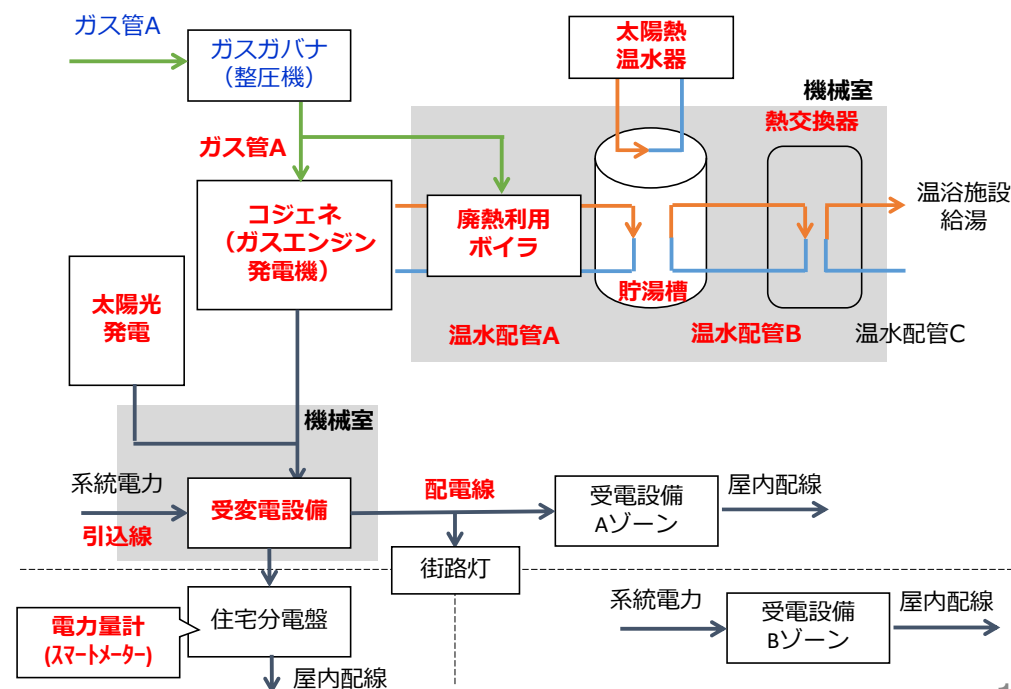 ガス管A
ガスガバナ
（整圧機）
太陽熱
温水器
機械室
熱交換器
ガス管A
コジェネ
（ガスエンジン
発電機）
廃熱利用
ボイラ
貯湯槽
温浴施設
給湯
太陽光
発電
温水配管A
温水配管B
温水配管C
機械室
系統電力
引込線
受変電設備
配電線
受電設備
Aゾーン
屋内配線
街路灯
電力量計
(スマートメーター)
住宅分電盤
屋内配線
系統電力
受電設備
Bゾーン
屋内配線